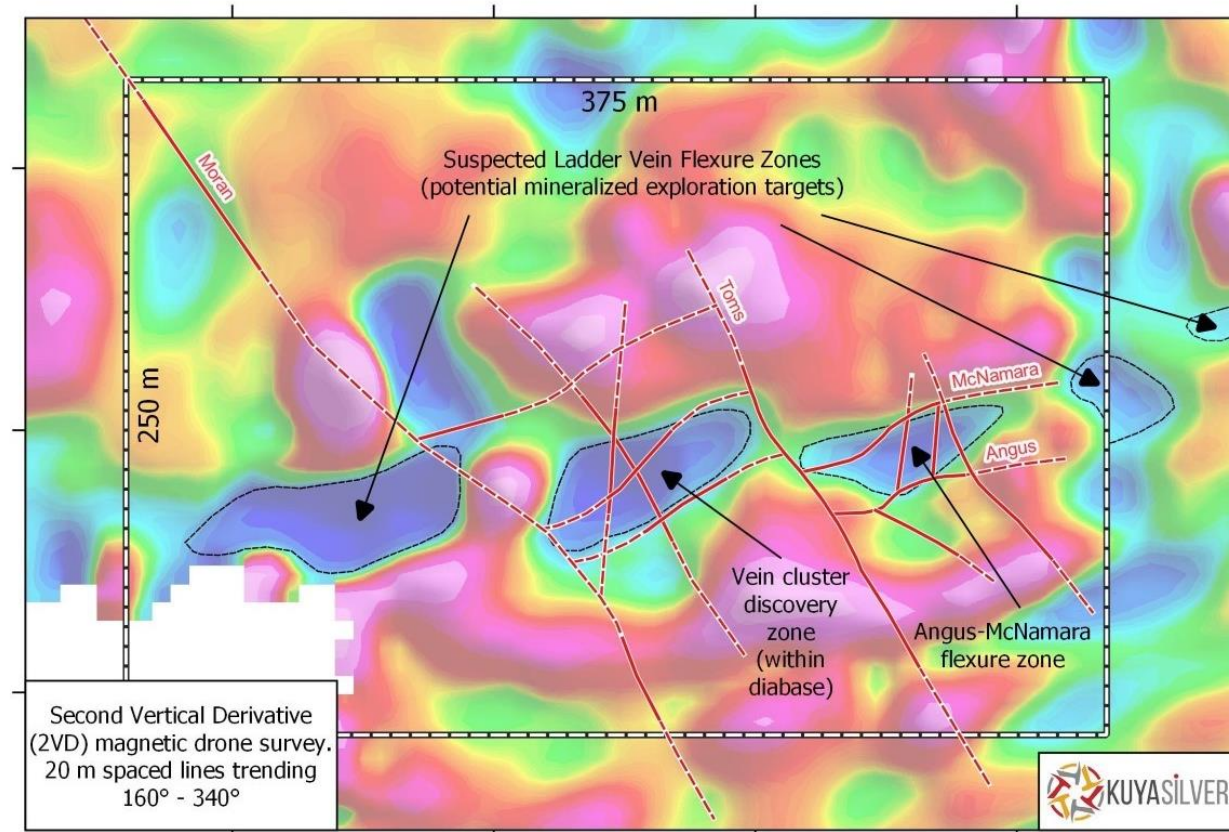 375 m
Suspected Ladder Vein Flexure Zones
(potential mineralized exploration targets)
Moran
Toms
250 m
McNamara
Angus
Vein cluster
discovery
zone
(within
diabase)
Angus-McNamara
flexure zone
Second Vertical Derivative
(2VD) magnetic drone survey.
20 m spaced lines trending
160° - 340°
KUYASILVER